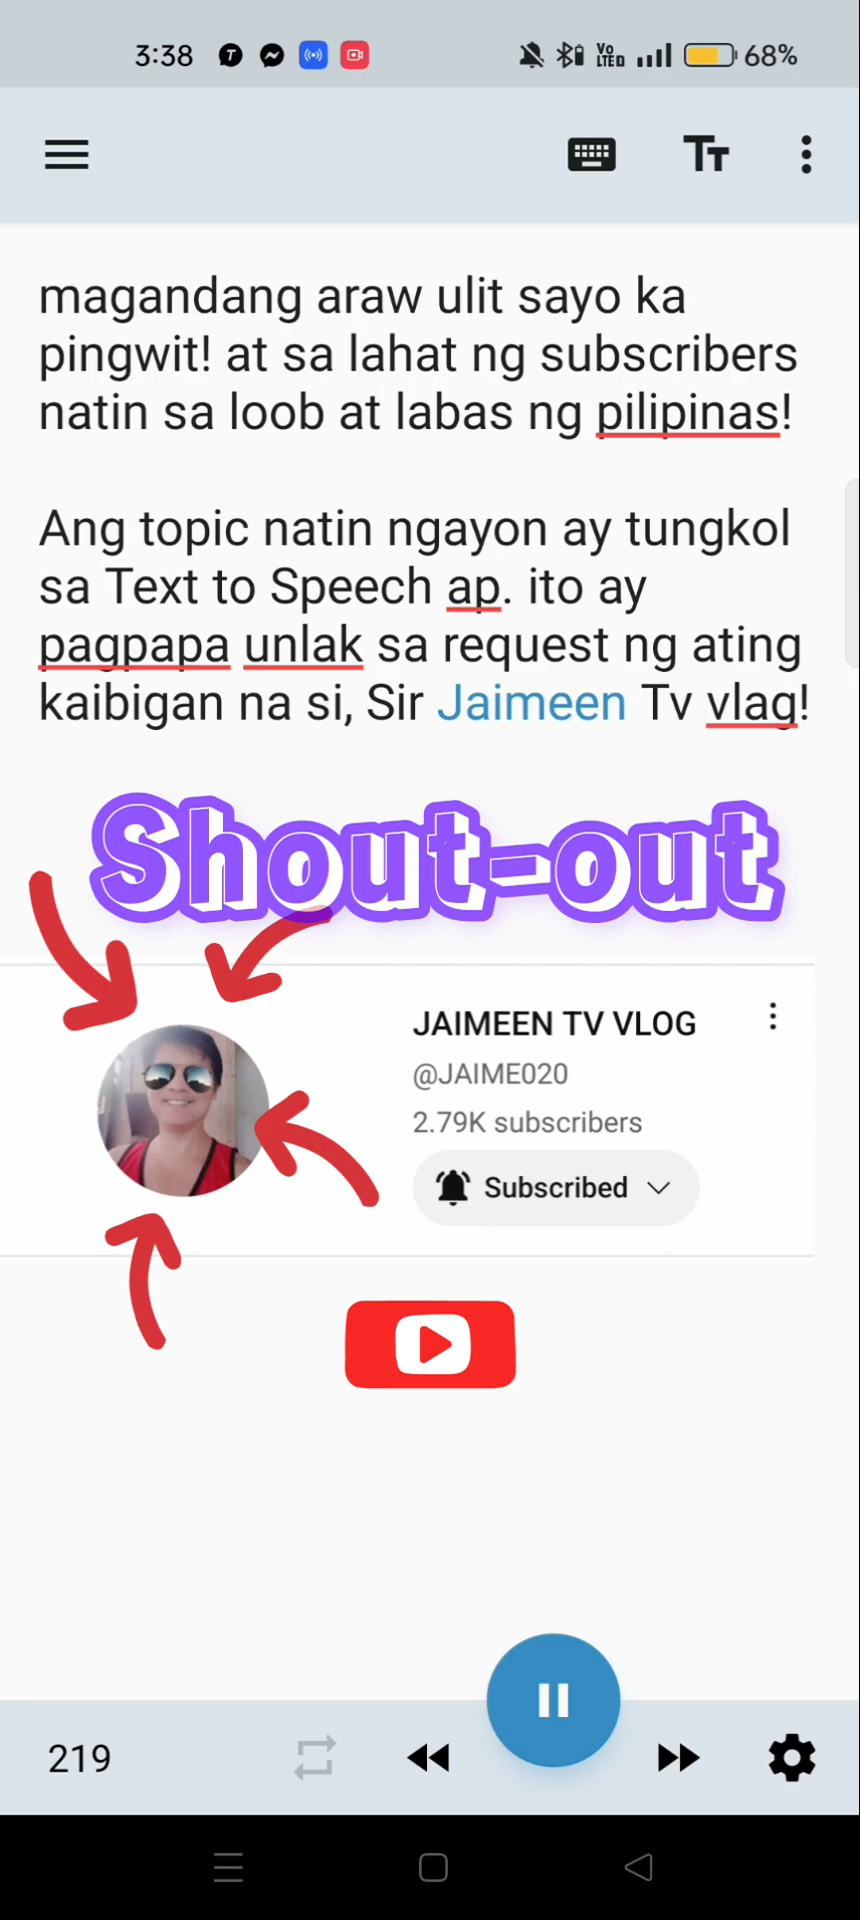 3:38
Vo
LTED
68%
TT
magandang araw ulit sayo ka
pingwit! at sa lahat ng subscribers
natin sa loob at labas ng pilipinas!
Ang topic natin ngayon ay tungkol
sa Text to Speech ap. ito ay
pagpapa unlak sa request ng ating
kaibigan na si, Sir Jaimeen Tv vlag!
Shout-out
JAIMEEN TV VLOG
@JAIME020
2.79K subscribers
Subscribed
219